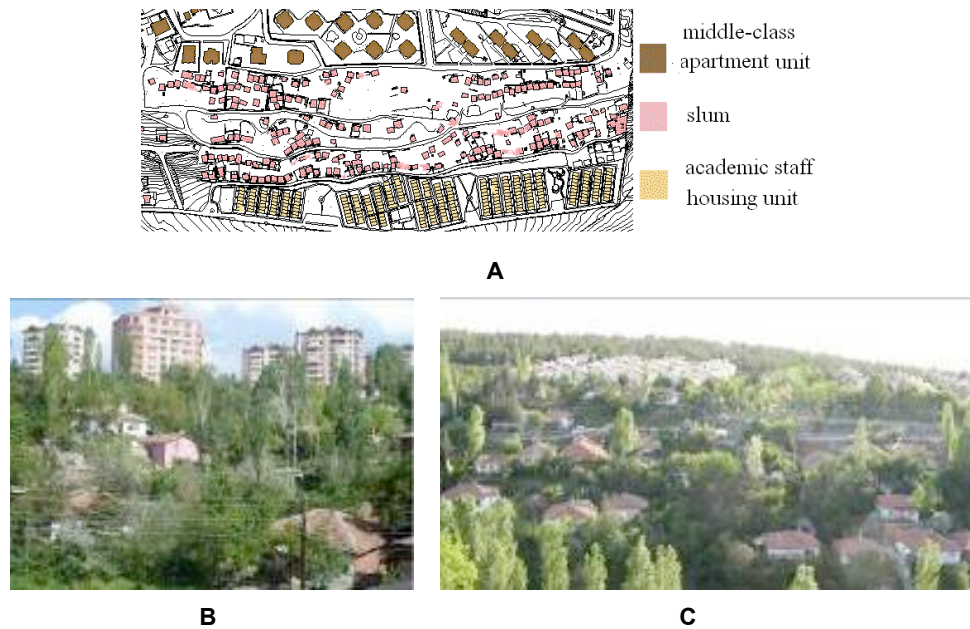 middle-class
apartment unit
slum
academic staff
housing unit
A
B
C